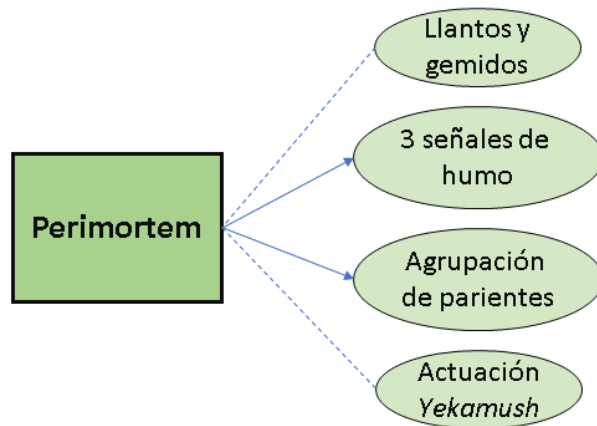 Llantos y
gemidos
3 señales de
humo
Perimortem
Agrupación
de parientes
Actuación
Yekamush